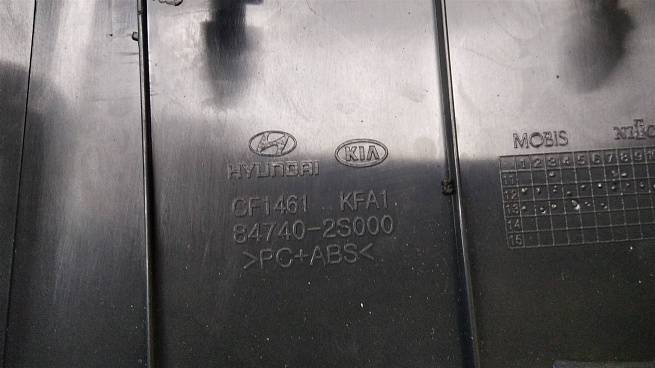 HYUNDAI KIA
CF1461 KFA1
84740-2S000
>PC+ABS<
MOBIS
1 2 3 4 5 6 7 8 9
11
12
13
14
15